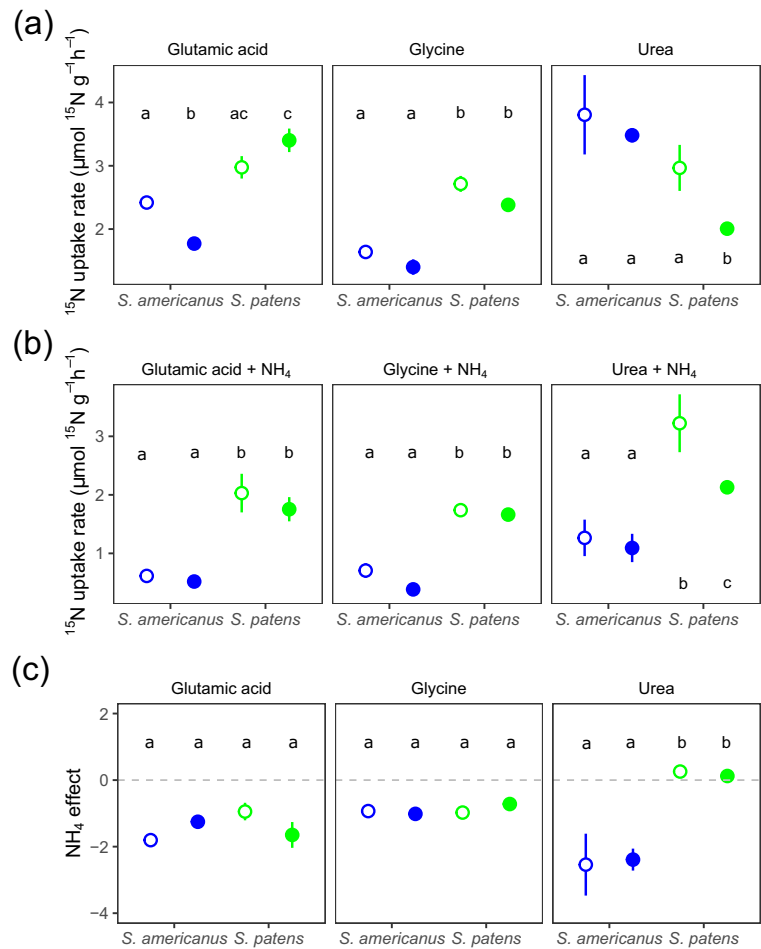 (a)
Glutamic acid Glycine Urea
¹⁵N uptake rate (µmol ¹⁵N g⁻¹h⁻¹)
4
3
2
a b ac c a a b b
a a a b
S. americanus S. patens S. americanus S. patens S. americanus S. patens
(b)
Glutamic acid + NH₄ Glycine + NH₄ Urea + NH₄
¹⁵N uptake rate (µmol ¹⁵N g⁻¹h⁻¹)
3
2
1
a a b b a a b b a a
b c
S. americanus S. patens S. americanus S. patens S. americanus S. patens
(c)
Glutamic acid Glycine Urea
NH₄ effect
2
0
−2
−4
a a a a a a a a a a b b
S. americanus S. patens S. americanus S. patens S. americanus S. patens